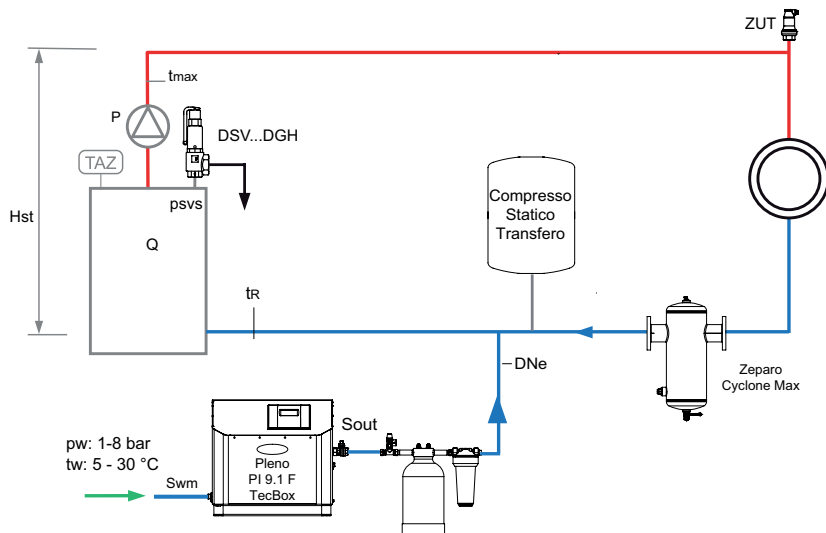 ZUT
tmax
P
DSV...DGH
TAZ
psvs
Hst
Q
Compresso
Statico
Transfero
tR
DNe
Zeparo
Cyclone Max
Sout
pw: 1-8 bar
tw: 5 - 30 °C
Swm
Pleno
PI 9.1 F
TecBox